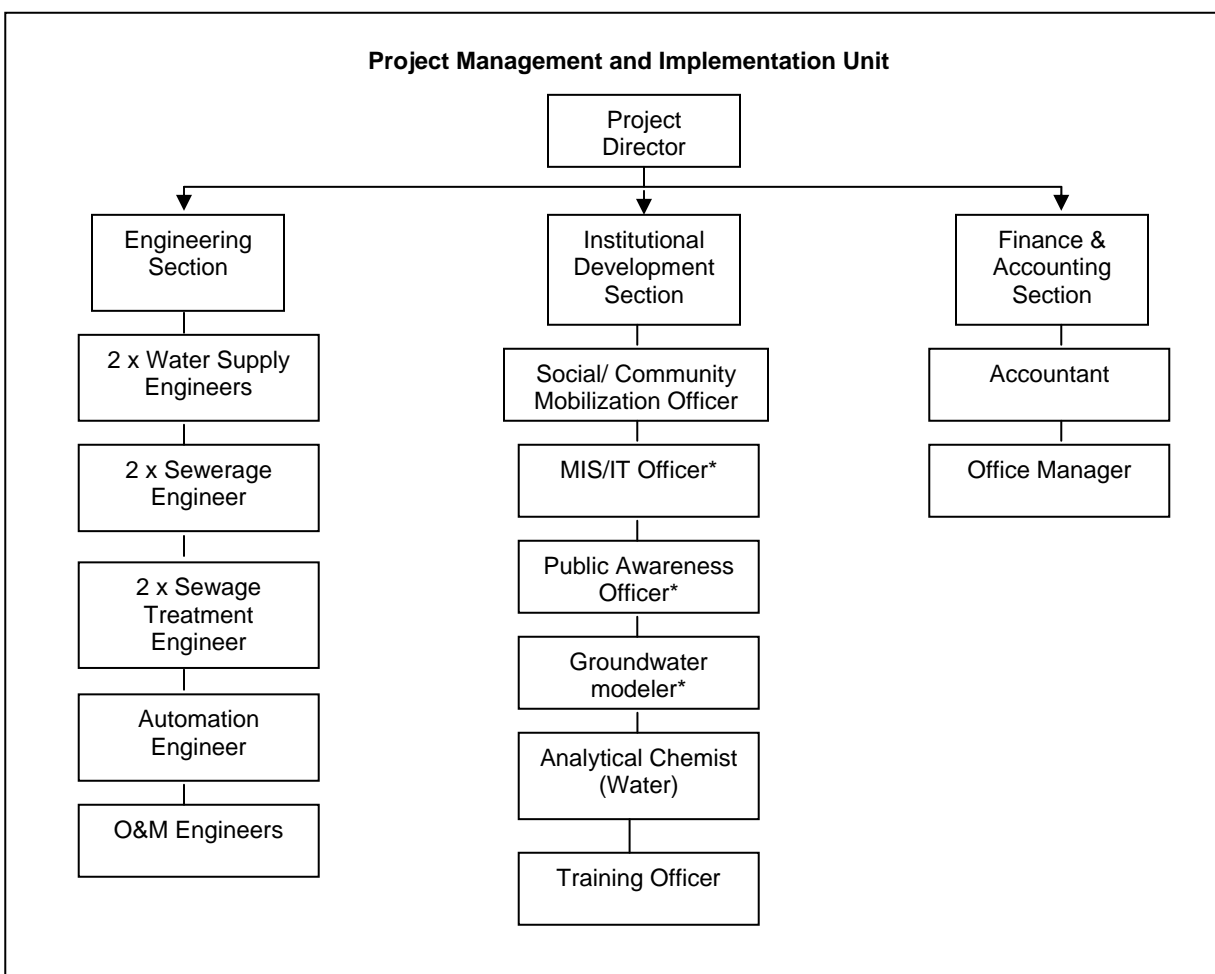 Project Management and Implementation Unit
Project
Director
Engineering
Section
2 x Water Supply
Engineers
2 x Sewerage
Engineer
2 x Sewage
Treatment
Engineer
Automation
Engineer
O&M Engineers
Institutional
Development
Section
Social/ Community
Mobilization Officer
MIS/IT Officer*
Public Awareness
Officer*
Groundwater
modeler*
Analytical Chemist
(Water)
Training Officer
Finance &
Accounting
Section
Accountant
Office Manager